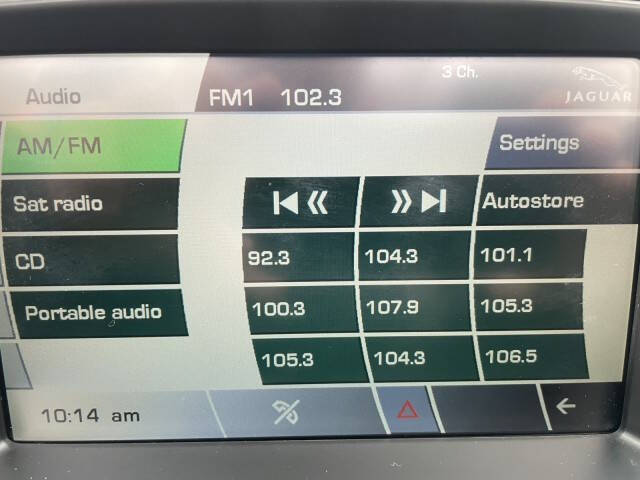 3 Ch.
Audio FM1 102.3 JAGUAR
AM/FM Settings
Sat radio Autostore
CD 92.3 104.3 101.1
Portable audio 100.3 107.9 105.3
105.3 104.3 106.5
10:14 am